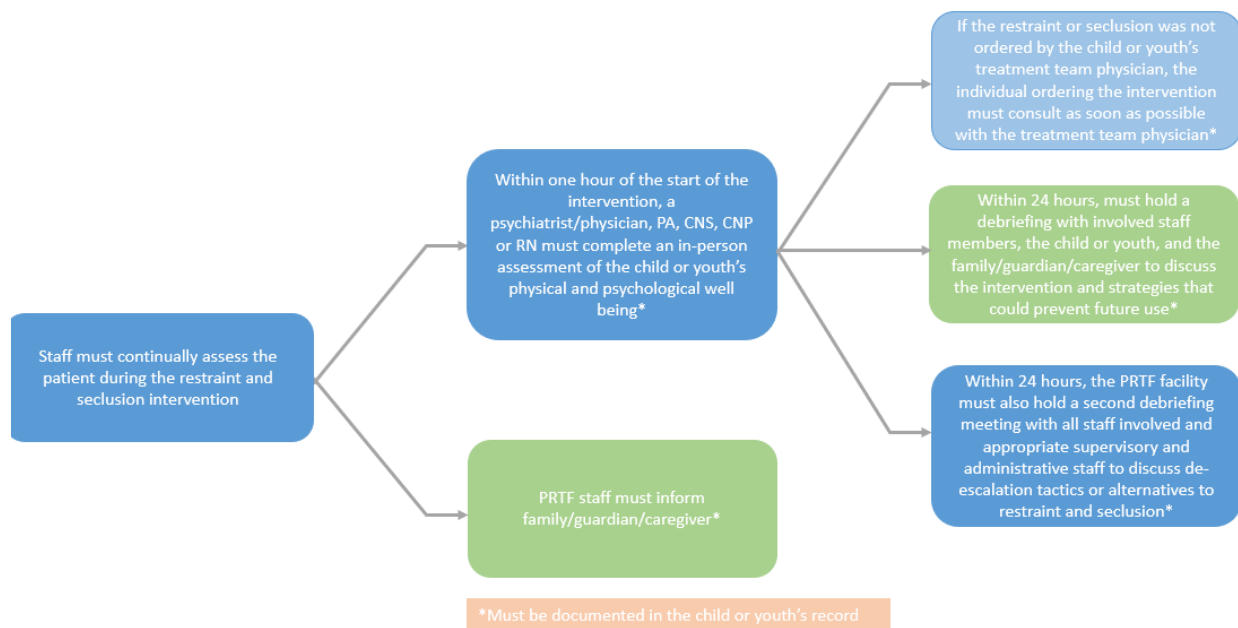 Staff must continually assess the
patient during the restraint and
seclusion intervention
Within one hour of the start of the
intervention, a
psychiatrist/physician, PA, CNS, CNP
or RN must complete an in-person
assessment of the child or youth's
physical and psychological well
being*
PRTF staff must inform
family/guardian/caregiver*
If the restraint or seclusion was not
ordered by the child or youth's
treatment team physician, the
individual ordering the intervention
must consult as soon as possible
with the treatment team physician*
Within 24 hours, must hold a
debriefing with involved staff
members, the child or youth, and the
family/guardian/caregiver to discuss
the intervention and strategies that
could prevent future use*
Within 24 hours, the PRTF facility
must also hold a second debriefing
meeting with all staff involved and
appropriate supervisory and
administrative staff to discuss de-
escalation tactics or alternatives to
restraint and seclusion*
*Must be documented in the child or youth's record